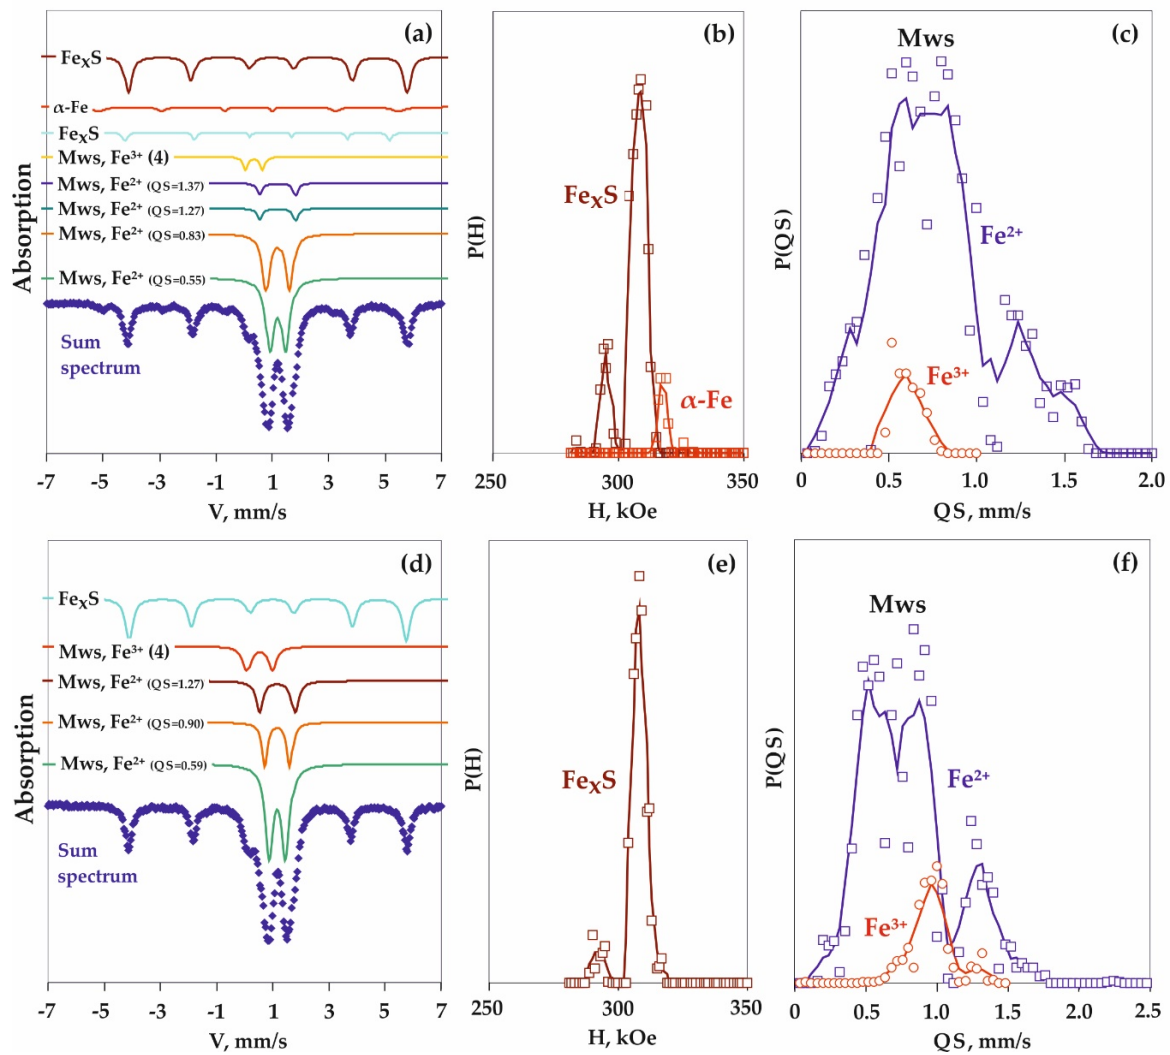 (a)
Absorption
FeₓS
α-Fe
FeₓS
Mws, Fe³⁺ (4)
Mws, Fe²⁺ (QS=1.37)
Mws, Fe²⁺ (QS=1.27)
Mws, Fe²⁺ (QS=0.83)
Mws, Fe²⁺ (QS=0.55)
Sum
spectrum
-7 -5 -3 -1 1 3 5 7
V, mm/s
(b)
P(H)
FeₓS
α-Fe
250 300 350
H, kOe
(c)
Mws
P(QS)
Fe²⁺
Fe³⁺
0 0.5 1.0 1.5 2.0
QS, mm/s
(d)
Absorption
FeₓS
Mws, Fe³⁺ (4)
Mws, Fe²⁺ (QS=1.27)
Mws, Fe²⁺ (QS=0.90)
Mws, Fe²⁺ (QS=0.59)
Sum
spectrum
-7 -5 -3 -1 1 3 5 7
V, mm/s
(e)
P(H)
FeₓS
250 300 350
H, kOe
(f)
Mws
P(QS)
Fe²⁺
Fe³⁺
0 0.5 1.0 1.5 2.0 2.5
QS, mm/s